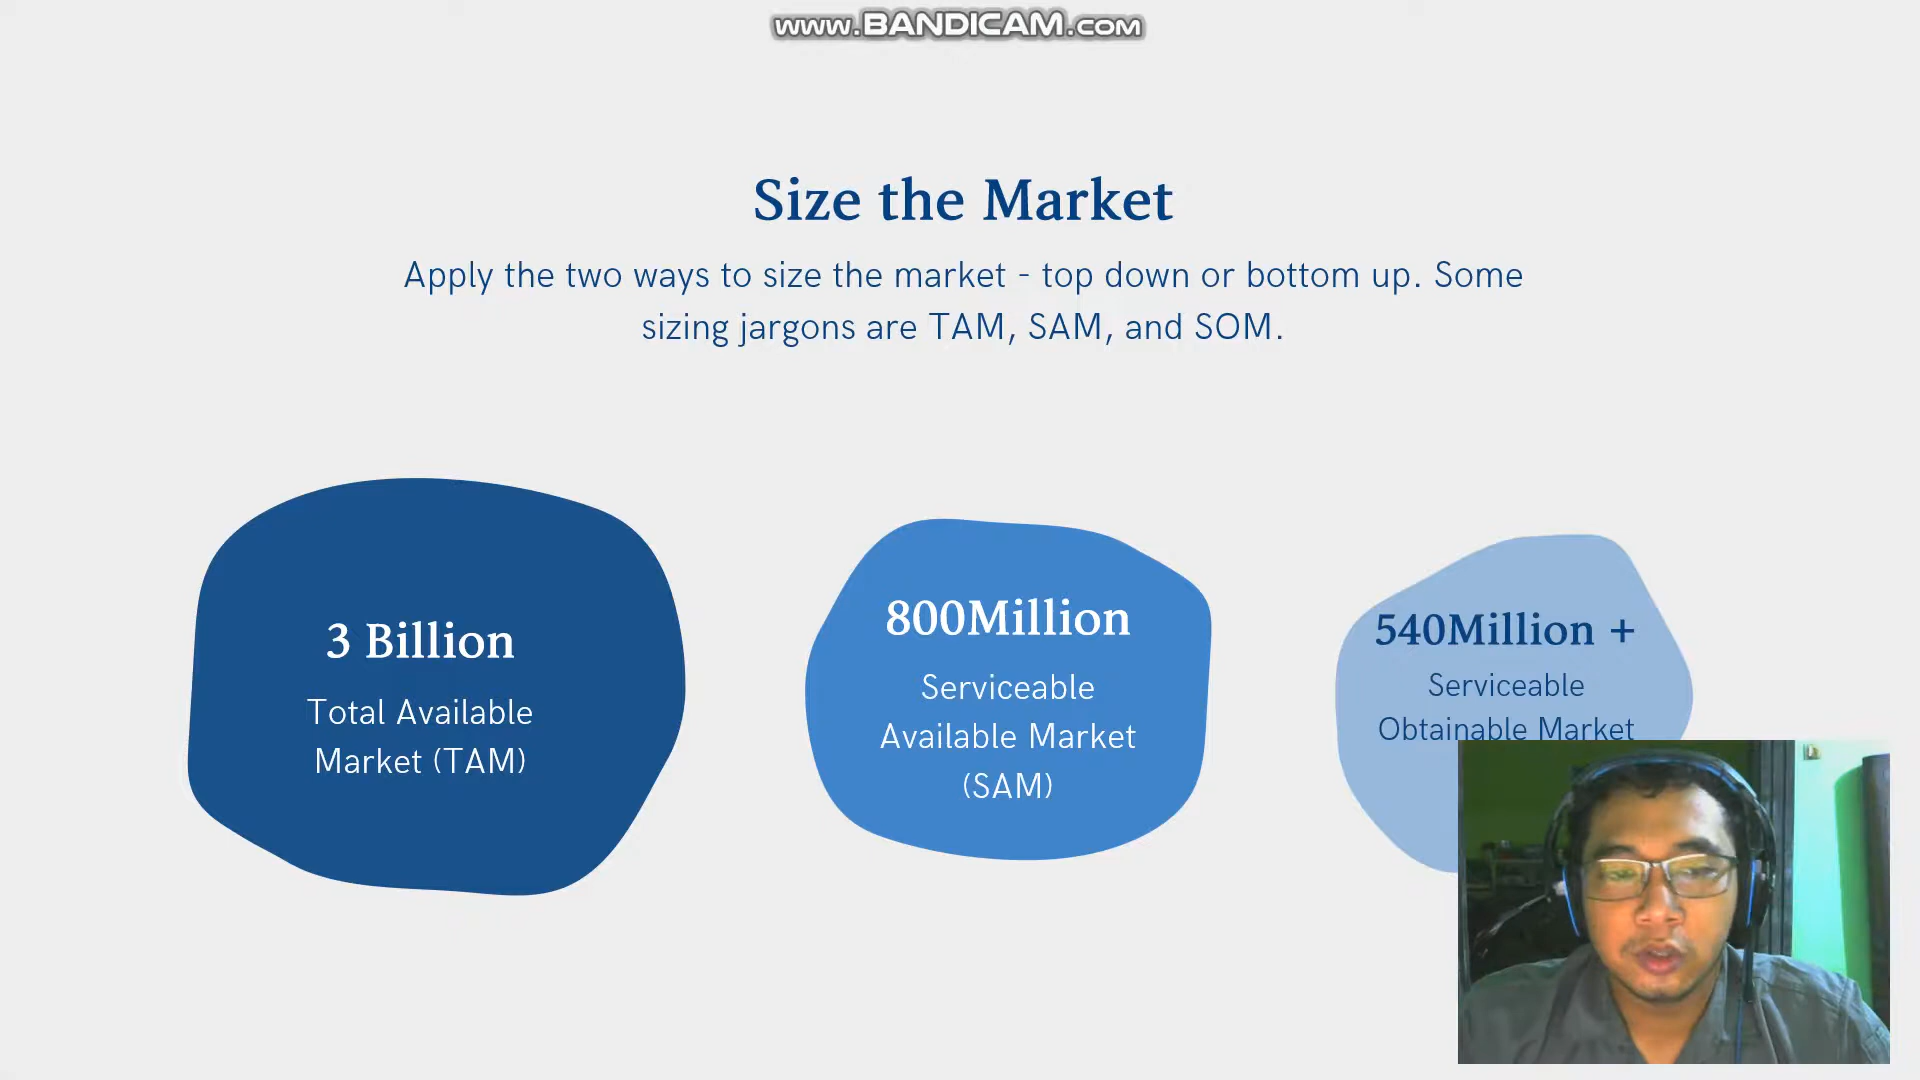 www.BANDICAM.com
Size the Market
Apply the two ways to size the market - top down or bottom up. Some
sizing jargons are TAM, SAM, and SOM.
3 Billion
Total Available
Market (TAM)
800Million
Serviceable
Available Market
(SAM)
540Million +
Serviceable
Obtainable Market